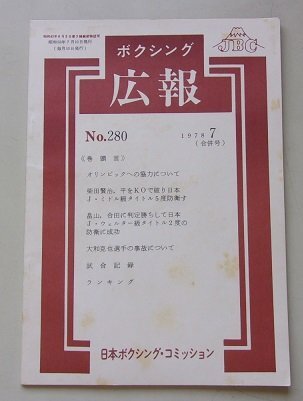 JBC
ボクシング
広報
No.280
1978 7
(合併号)
《巻頭言》
オリンピックへの協力について
柴田賢治、平をKOで破り日本
J・ミドル級タイトル5度防衛す
畠山、合田に判定勝ちして日本
J・ウェルター級タイトル2度の
防衛に成功
大和克也選手の事故について
試合記録
ランキング
日本ボクシング・コミッション